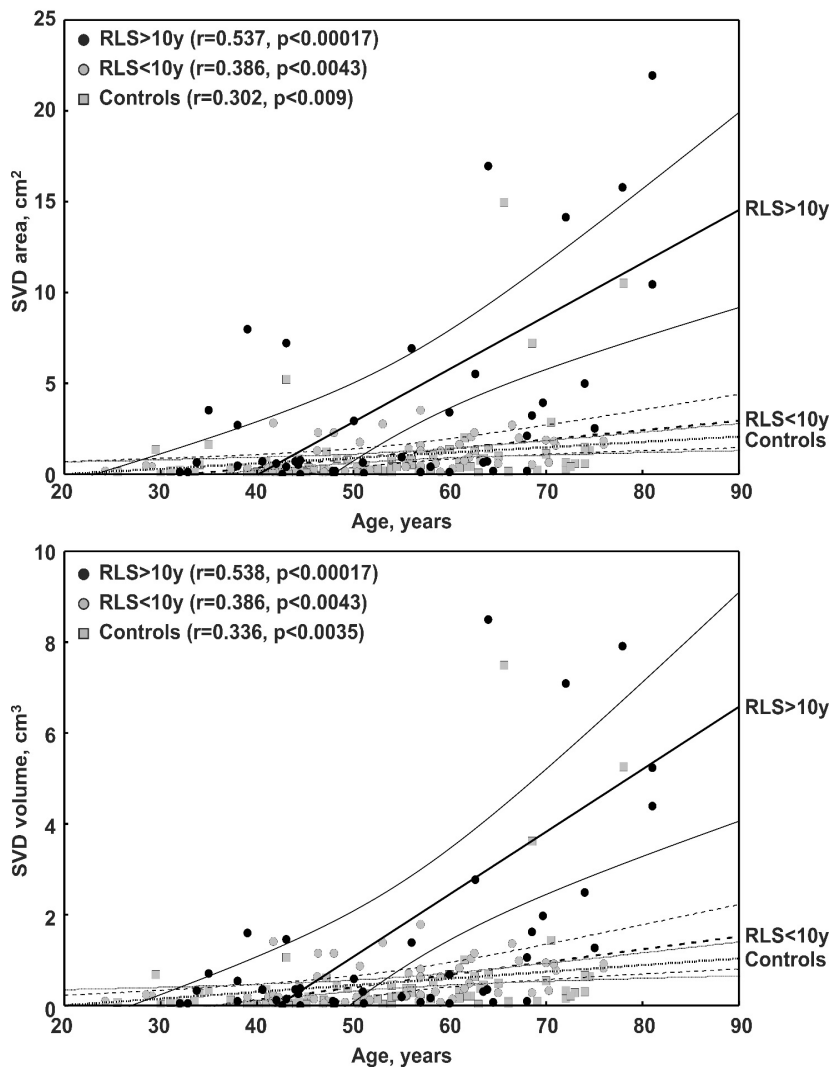 25
RLS>10y (r=0.537, p<0.00017)
RLS<10y (r=0.386, p<0.0043)
Controls (r=0.302, p<0.009)
20
15
10
5
0
SVD area, cm²
RLS>10y
RLS<10y
Controls
20 30 40 50 60 70 80 90
Age, years
10
RLS>10y (r=0.538, p<0.00017)
RLS<10y (r=0.386, p<0.0043)
Controls (r=0.336, p<0.0035)
8
6
4
2
0
SVD volume, cm³
RLS>10y
RLS<10y
Controls
20 30 40 50 60 70 80 90
Age, years